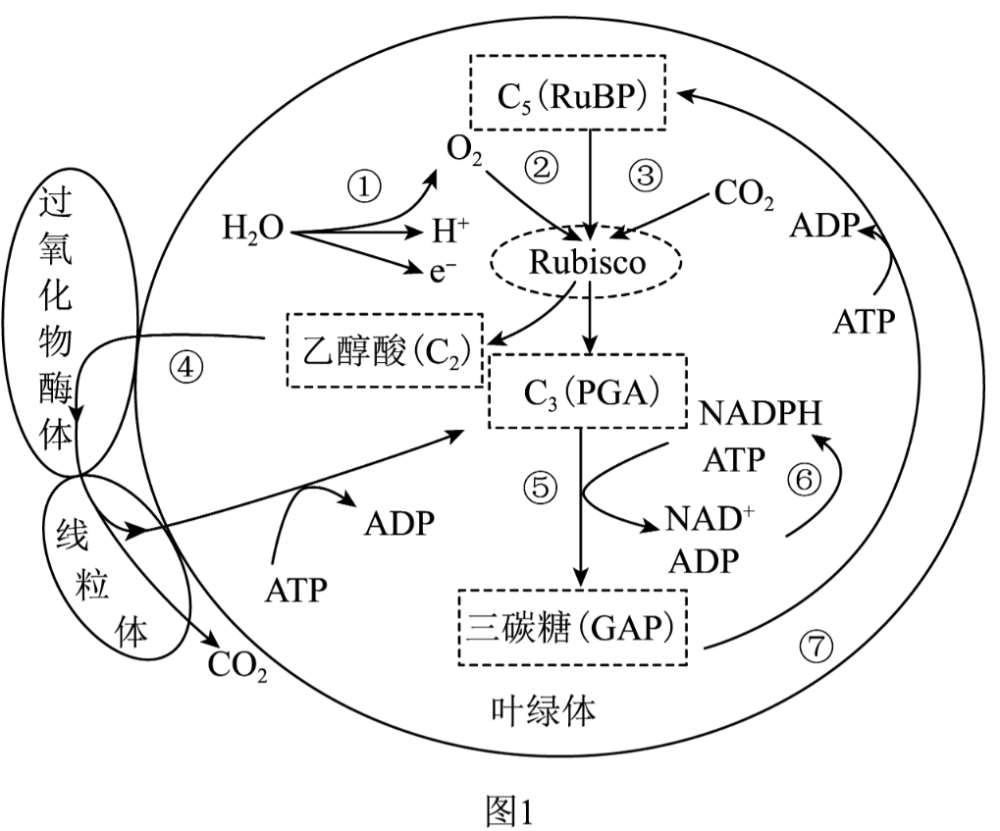 C₅(RuBP)
O₂
①
②
③
CO₂
H₂O
H⁺
e⁻
Rubisco
ADP
ATP
过氧化物酶体
④
乙醇酸(C₂)
C₃(PGA)
NADPH
ATP
⑤
⑥
NAD⁺
ADP
ADP
ATP
线粒体
CO₂
三碳糖(GAP)
⑦
叶绿体
图1